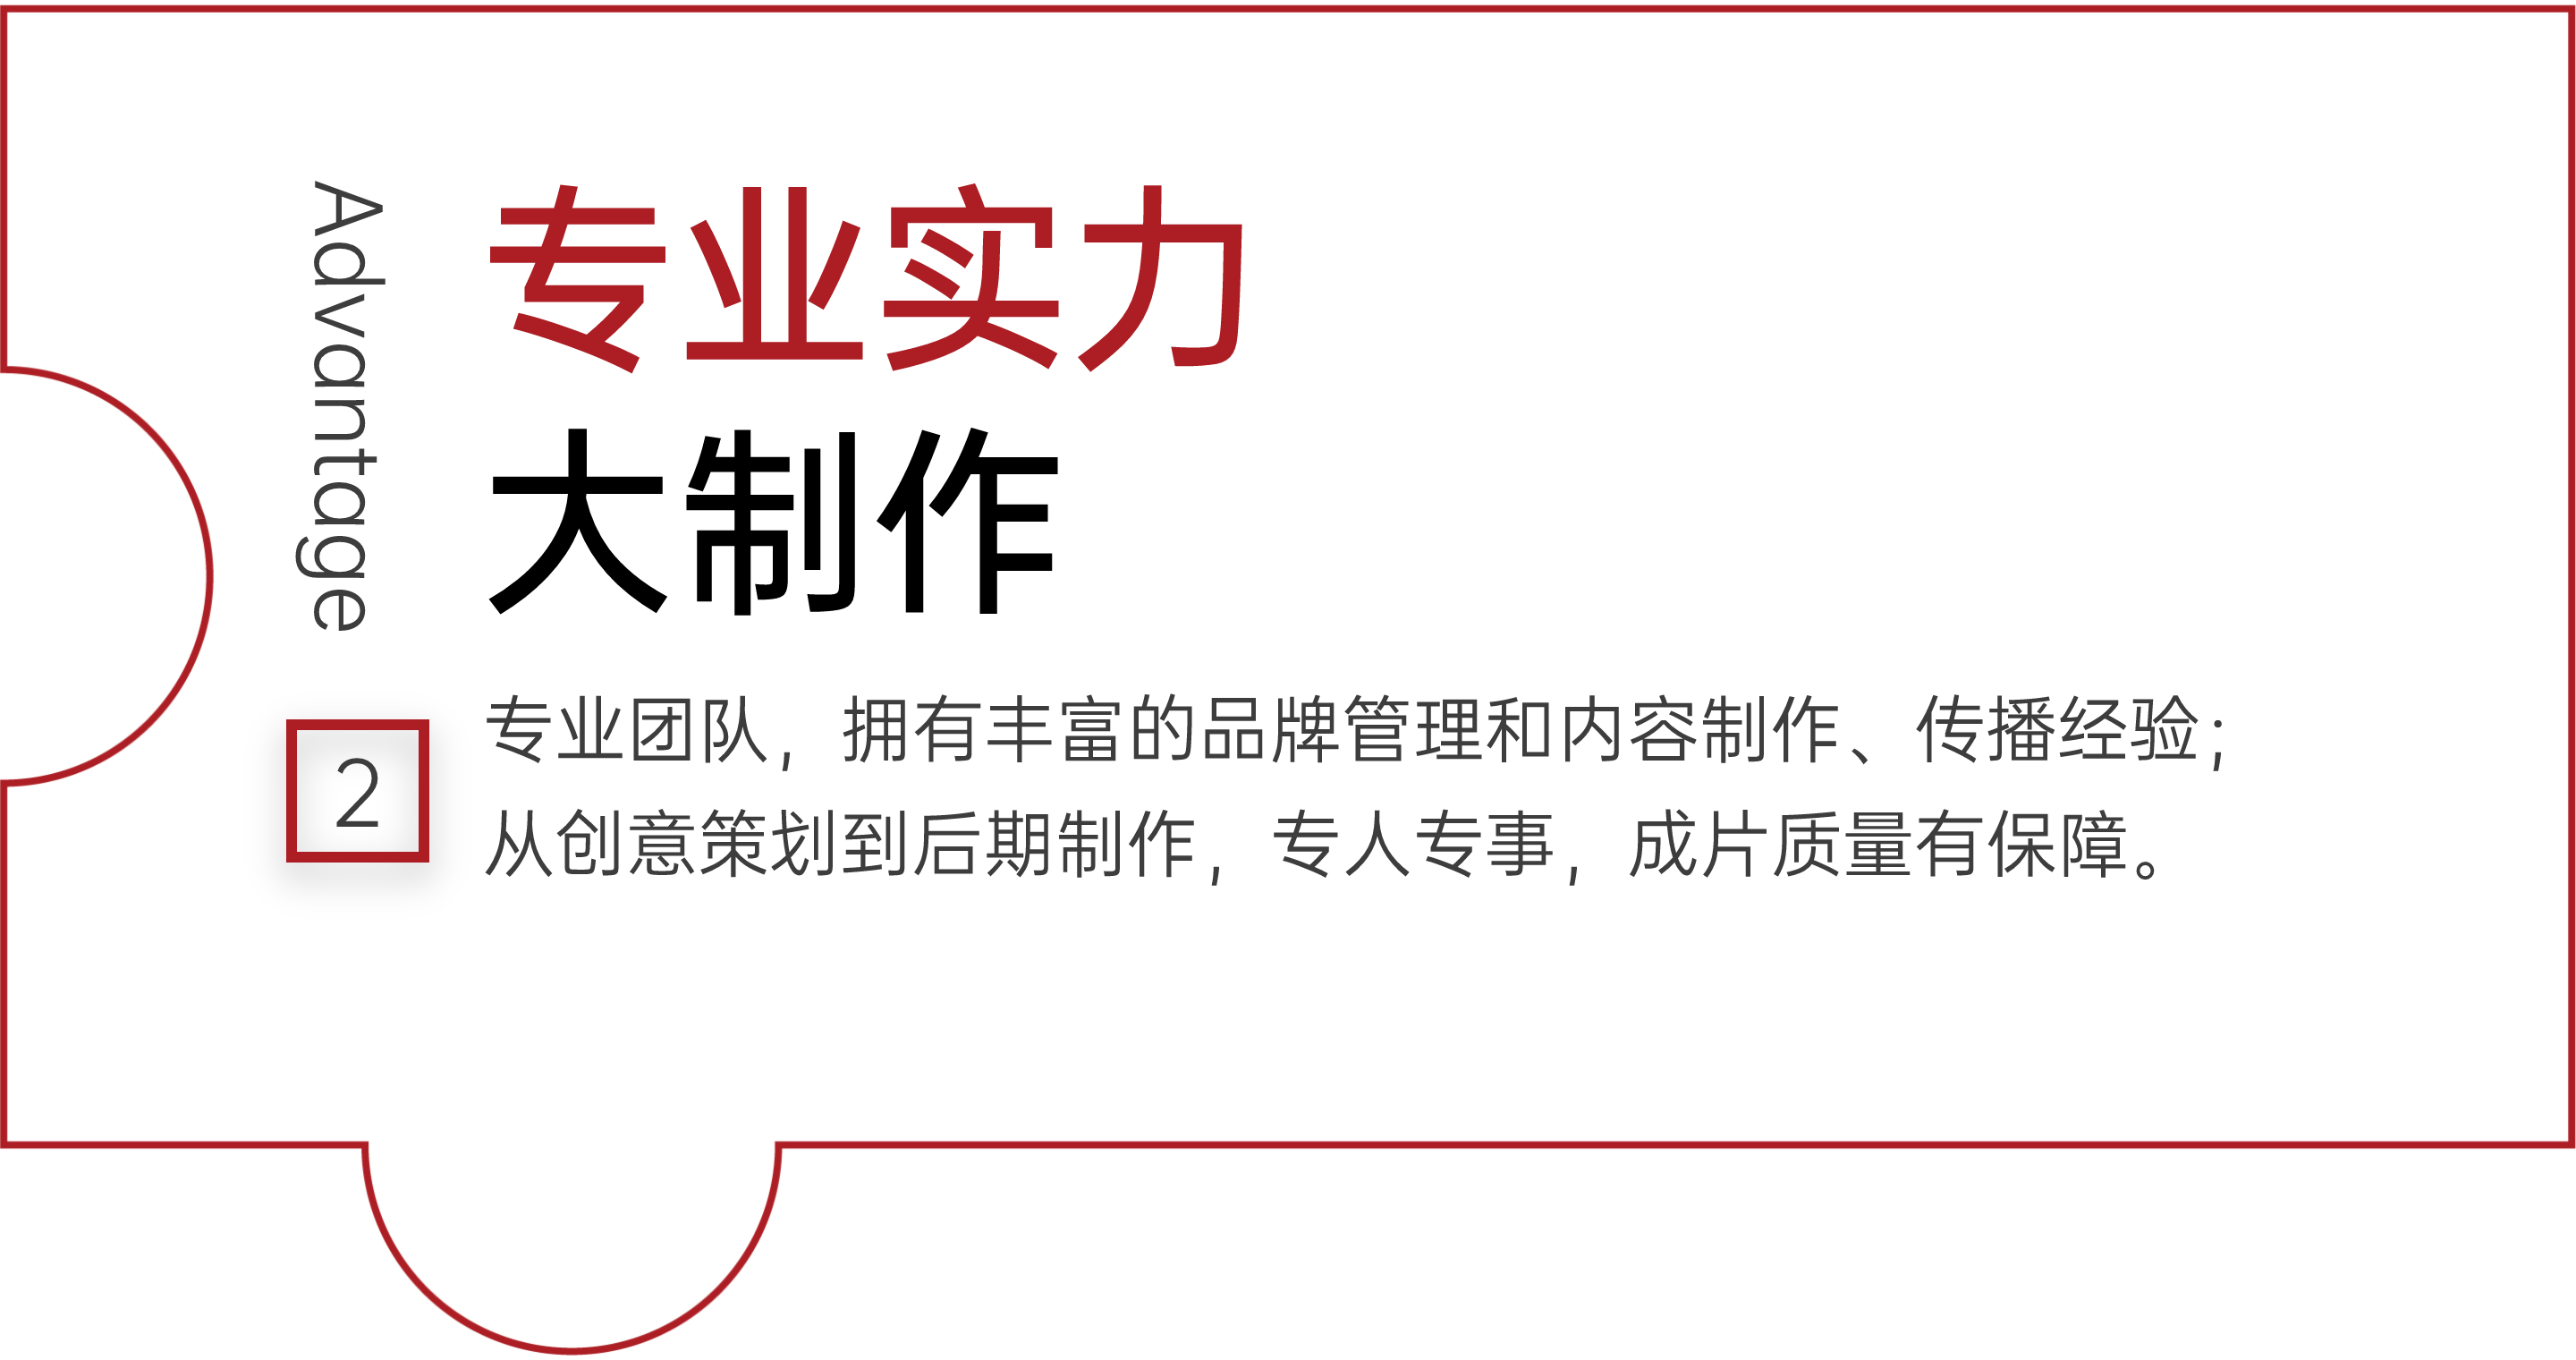 Advantage
2
专业实力
大制作
专业团队，拥有丰富的品牌管理和内容制作、传播经验；
从创意策划到后期制作，专人专事，成片质量有保障。